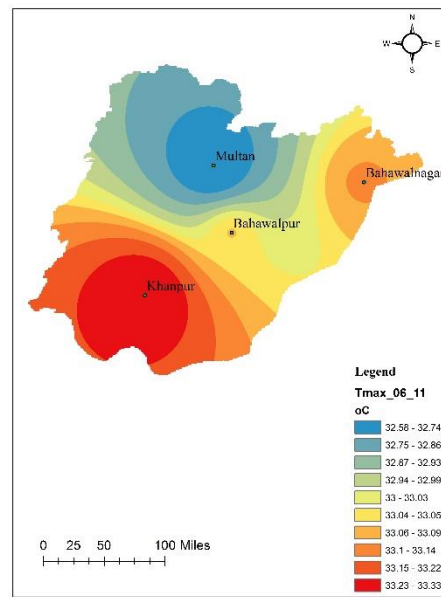 N
W E
S
Multan
Bahawalnagar
Bahawalpur
Khanpur
Legend
Tmax_06_11
oC
32.58 - 32.74
32.75 - 32.86
32.87 - 32.93
32.94 - 32.99
33 - 33.03
33.04 - 33.05
33.06 - 33.09
33.1 - 33.14
33.15 - 33.22
33.23 - 33.33
0 25 50 100 Miles